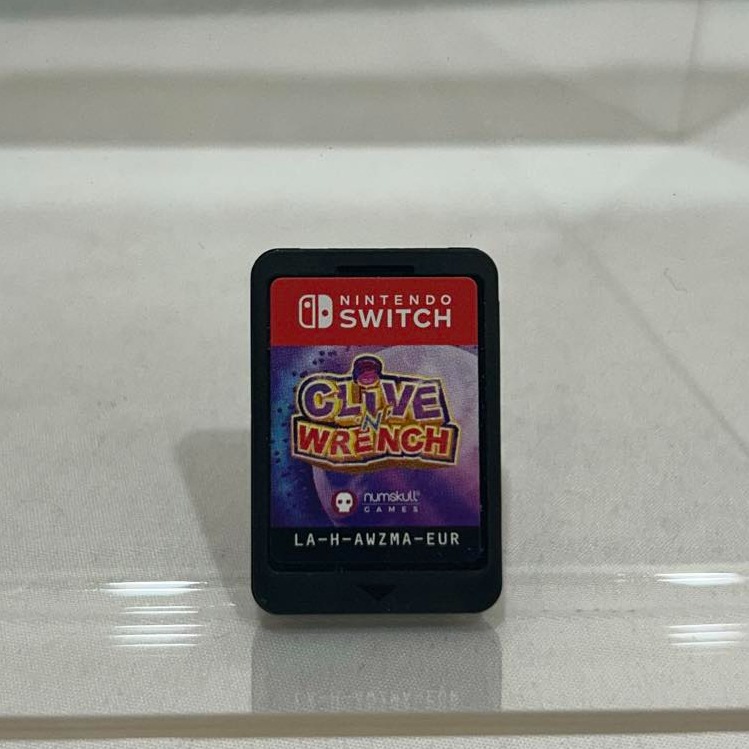 NINTENDO
SWITCH
CLIVE
'N'
WRENCH
numskull®
GAMES
LA-H-AWZMA-EUR